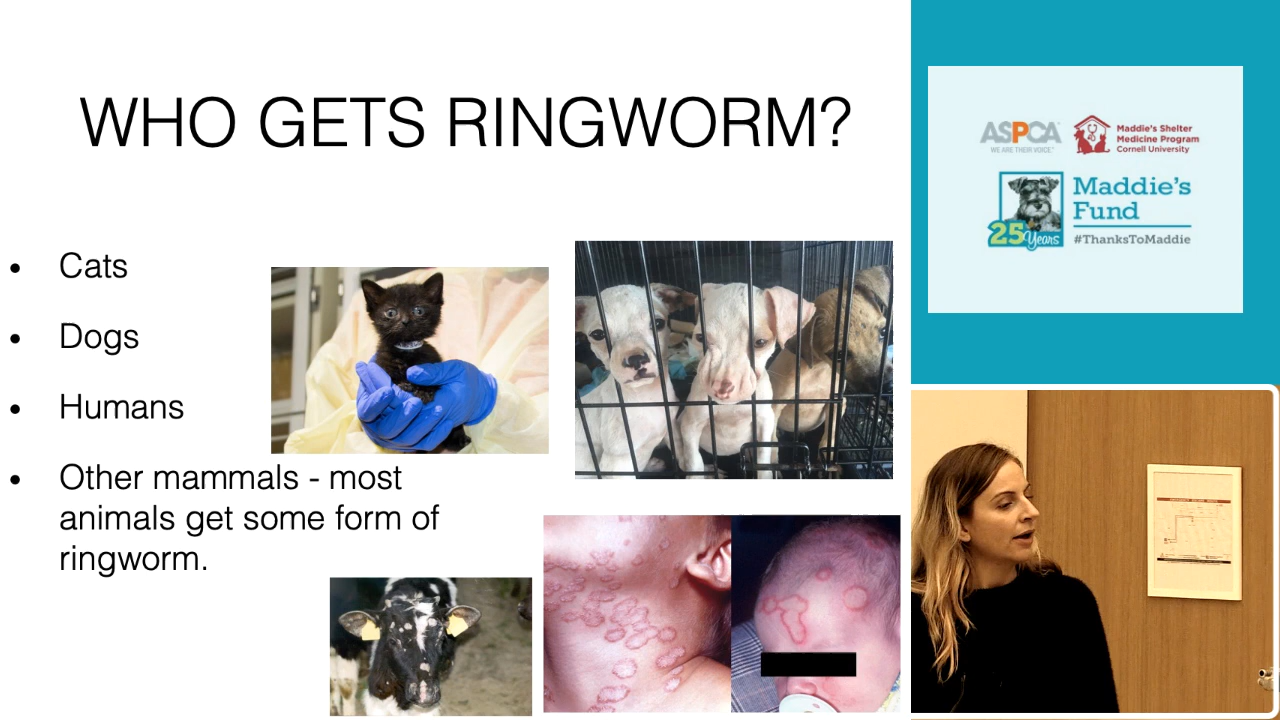 WHO GETS RINGWORM?
• Cats
• Dogs
• Humans
• Other mammals - most
animals get some form of
ringworm.
ASPCA
WE ARE THEIR VOICE.
Maddie's Shelter
Medicine Program
Cornell University
Maddie's
Fund
25 Years
#ThanksToMaddie